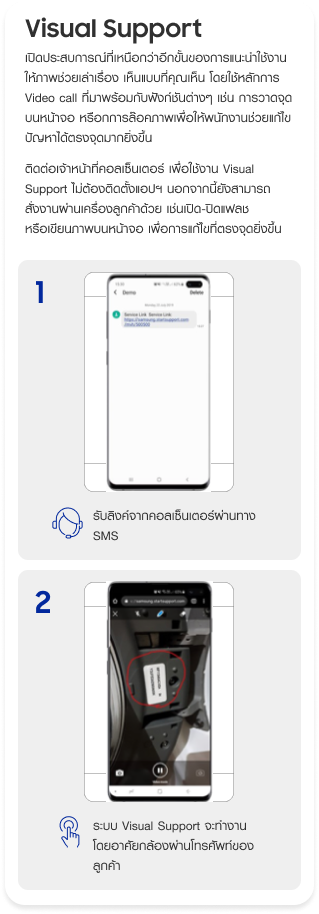 Visual Support
เปิดประสบการณ์ที่เหนือกว่าอีกขั้นของการแนะนำใช้งาน
ให้ภาพช่วยเล่าเรื่อง เห็นแบบที่คุณเห็น โดยใช้หลักการ
Video call ที่มาพร้อมกับฟังก์ชันต่างๆ เช่น การวาดจุด
บนหน้าจอ หรือกการล๊อคภาพเพื่อให้พนักงานช่วยแก้ไข
ปัญหาได้ตรงจุดมากยิ่งขึ้น
ติดต่อเจ้าหน้าที่คอลเซ็นเตอร์ เพื่อใช้งาน Visual
Support ไม่ต้องติดตั้งแอปฯ นอกจากนี้ยังสามารถ
สั่งงานผ่านเครื่องลูกค้าด้วย เช่นเปิด-ปิดแฟลช
หรือเขียนภาพบนหน้าจอ เพื่อการแก้ไขที่ตรงจุดยิ่งขึ้น
1
Demo
Delete
Service Link Service Link
รับลิงค์จากคอลเซ็นเตอร์ผ่านทาง
SMS
2
ระบบ Visual Support จะทำงาน
โดยอาศัยกล้องผ่านโทรศัพท์ของ
ลูกค้า